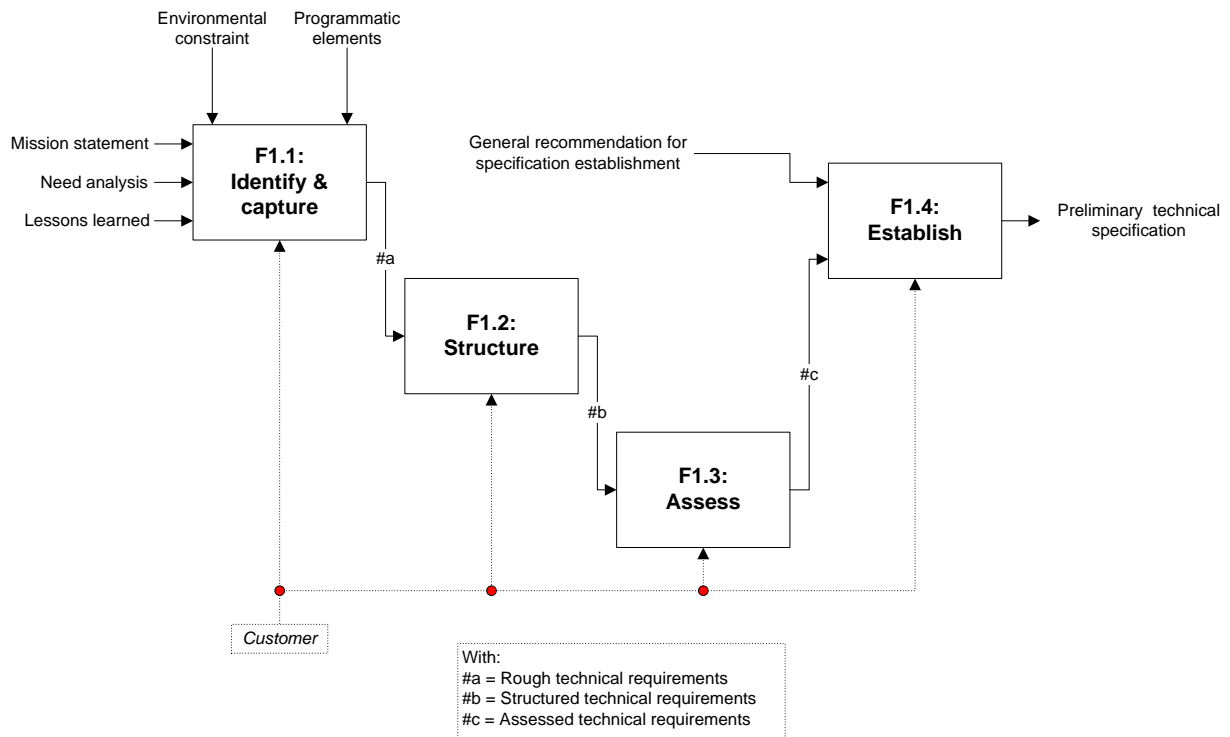 Environmental
constraint
Programmatic
elements
Mission statement
Need analysis
Lessons learned
F1.1:
Identify &
capture
General recommendation for
specification establishment
F1.4:
Establish
Preliminary technical
specification
#a
F1.2:
Structure
#c
#b
F1.3:
Assess
Customer
With:
#a = Rough technical requirements
#b = Structured technical requirements
#c = Assessed technical requirements